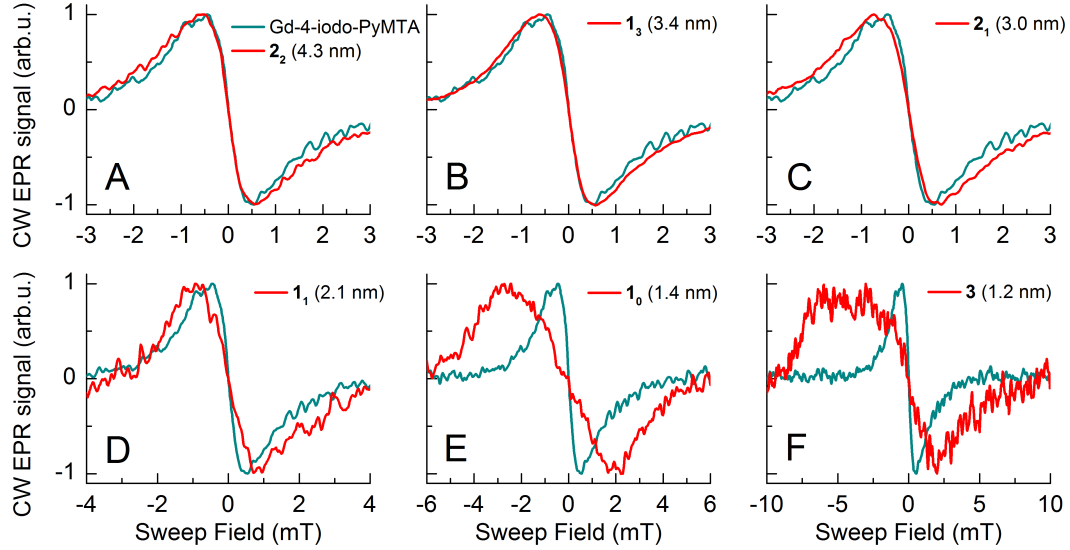 CW EPR signal (arb.u.)
1
0
-1
Gd-4-iodo-PyMTA
2₂ (4.3 nm)
A
-3 -2 -1 0 1 2 3
1₃ (3.4 nm)
B
-3 -2 -1 0 1 2 3
2₁ (3.0 nm)
C
-3 -2 -1 0 1 2 3
CW EPR signal (arb.u.)
1
0
-1
1₁ (2.1 nm)
D
-4 -2 0 2 4
Sweep Field (mT)
1₀ (1.4 nm)
E
-6 -4 -2 0 2 4 6
Sweep Field (mT)
3 (1.2 nm)
F
-10 -5 0 5 10
Sweep Field (mT)